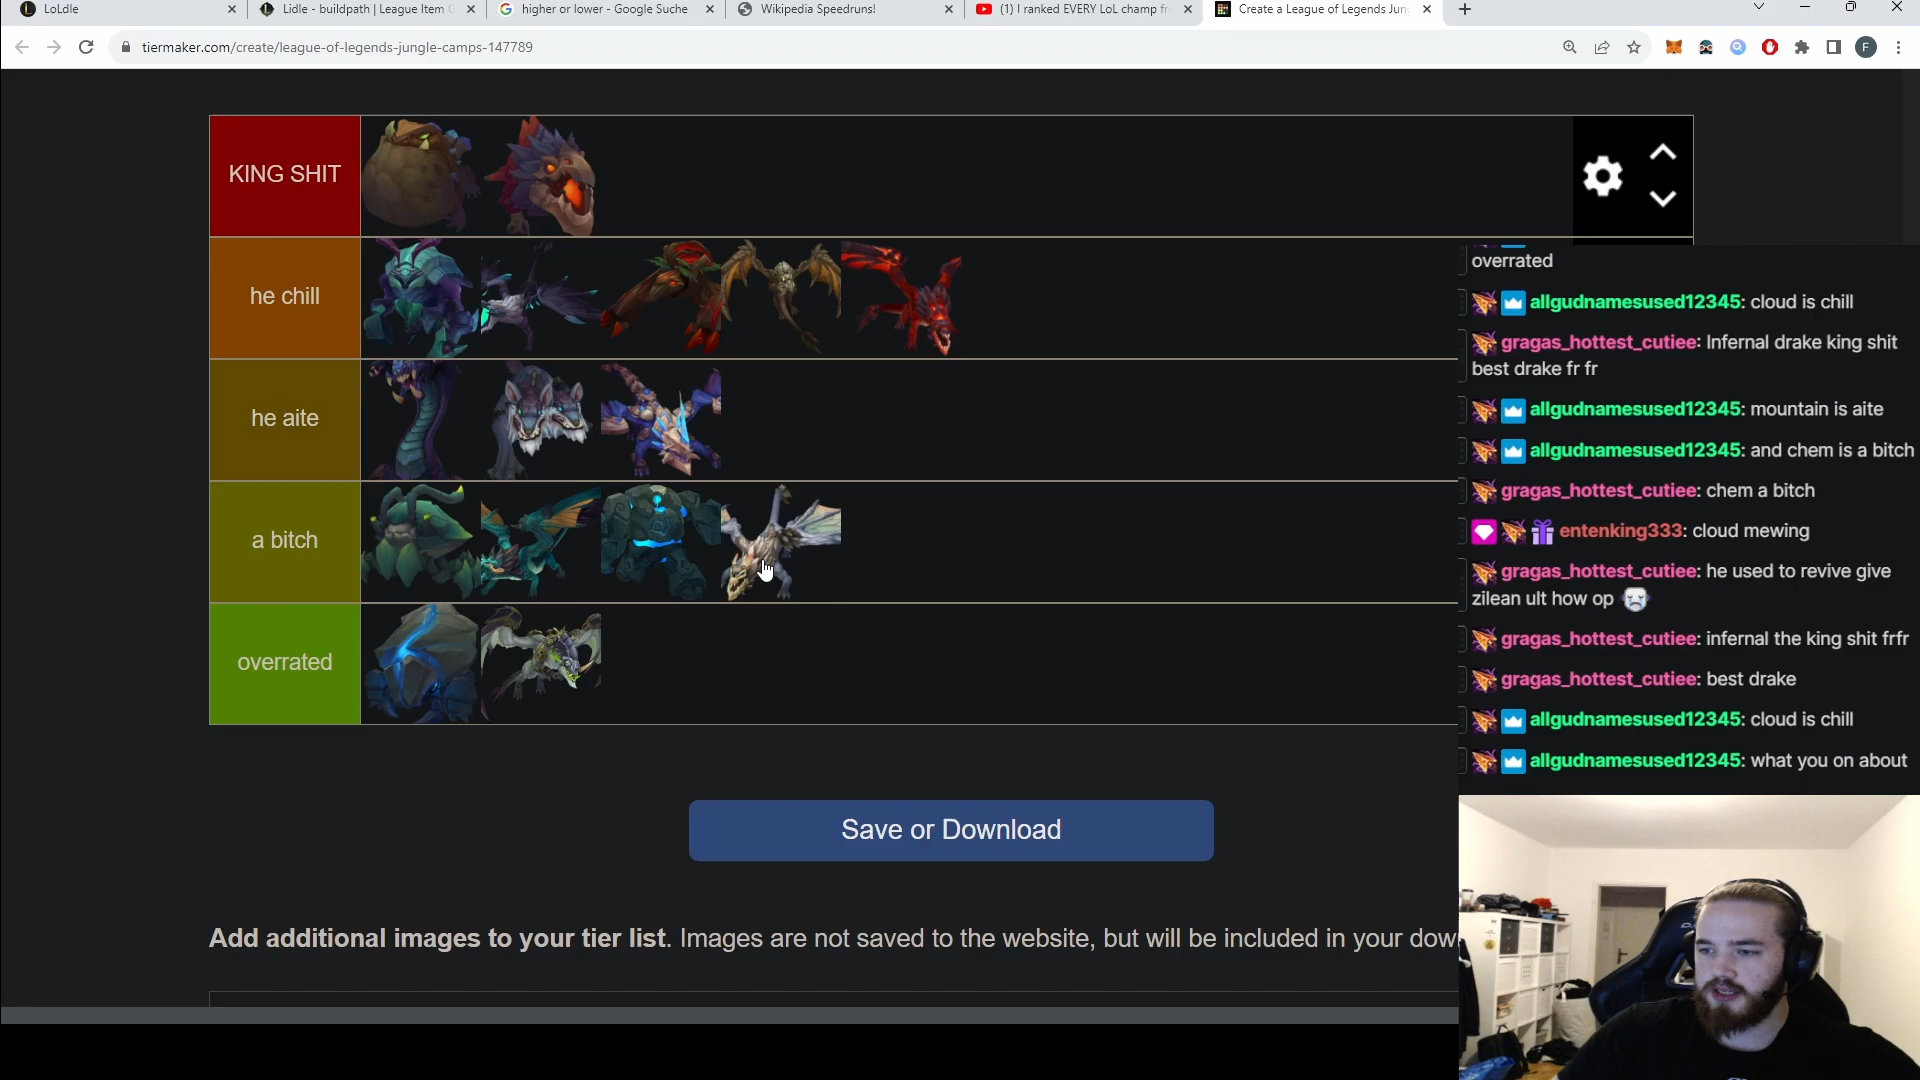 LoLdle
Lidle - buildpath | League Item
higher or lower - Google Suche
Wikipedia Speedruns!
(1) I ranked EVERY LoL champ fr
Create a League of Legends Jun
tiermaker.com/create/league-of-legends-jungle-camps-147789
F
KING SHIT
he chill
he aite
a bitch
overrated
Save or Download
Add additional images to your tier list. Images are not saved to the website, but will be included in your dow
overrated
allgudnamesused12345: cloud is chill
gragas_hottest_cutiee: Infernal drake king shit
best drake fr fr
allgudnamesused12345: mountain is aite
allgudnamesused12345: and chem is a bitch
gragas_hottest_cutiee: chem a bitch
entenking333: cloud mewing
gragas_hottest_cutiee: he used to revive give
zilean ult how op
gragas_hottest_cutiee: infernal the king shit frfr
gragas_hottest_cutiee: best drake
allgudnamesused12345: cloud is chill
allgudnamesused12345: what you on about